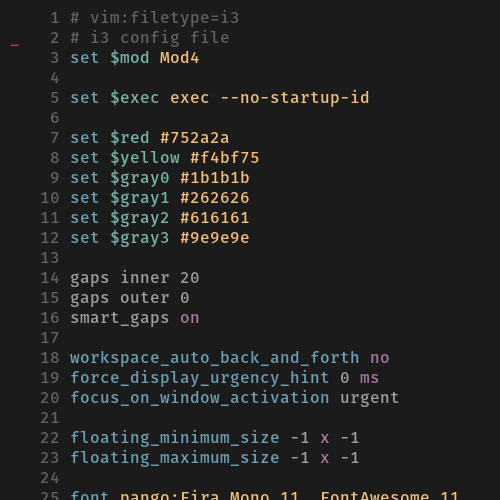 1 # vim:filetype=i3
_ 2 # i3 config file
3 set $mod Mod4
4
5 set $exec exec --no-startup-id
6
7 set $red #752a2a
8 set $yellow #f4bf75
9 set $gray0 #1b1b1b
10 set $gray1 #262626
11 set $gray2 #616161
12 set $gray3 #9e9e9e
13
14 gaps inner 20
15 gaps outer 0
16 smart_gaps on
17
18 workspace_auto_back_and_forth no
19 force_display_urgency_hint 0 ms
20 focus_on_window_activation urgent
21
22 floating_minimum_size -1 x -1
23 floating_maximum_size -1 x -1
24
25 font pango:Fira Mono 11, FontAwesome 11